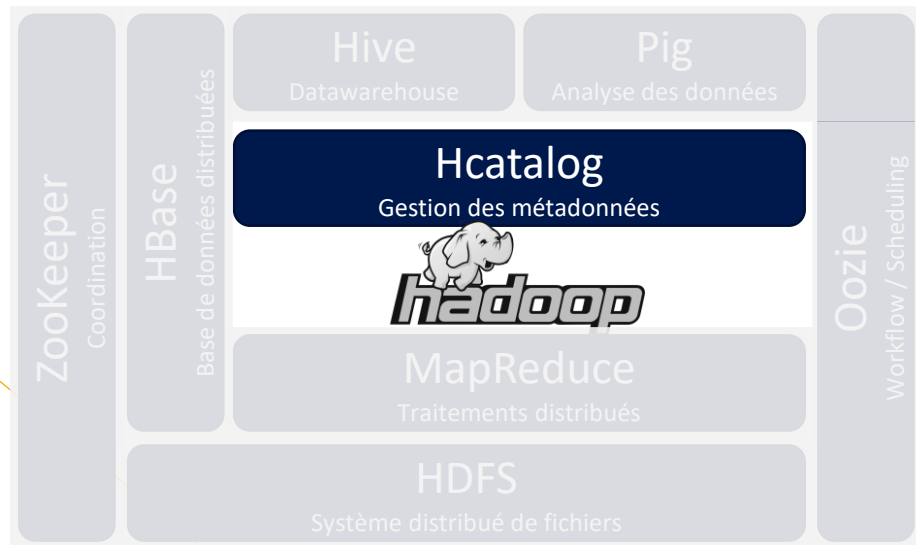 ZooKeeper
Coordination
HBase
Base de données distribuées
Hive
Datawarehouse
Pig
Analyse des données
Hcatalog
Gestion des métadonnées
hadoop
MapReduce
Traitements distribués
HDFS
Système distribué de fichiers
Oozie
Workflow / Scheduling